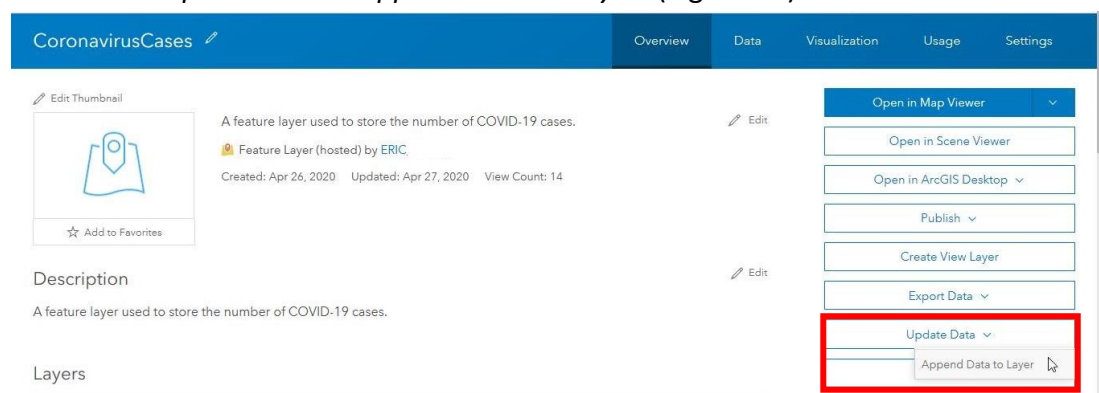 CoronavirusCases
Overview Data Visualization Usage Settings
Edit Thumbnail
Add to Favorites
A feature layer used to store the number of COVID-19 cases.
Edit
Feature Layer (hosted) by ERIC
Created: Apr 26, 2020 Updated: Apr 27, 2020 View Count: 14
Description
Edit
A feature layer used to store the number of COVID-19 cases.
Layers
Open in Map Viewer
Open in Scene Viewer
Open in ArcGIS Desktop
Publish
Create View Layer
Export Data
Update Data
Append Data to Layer